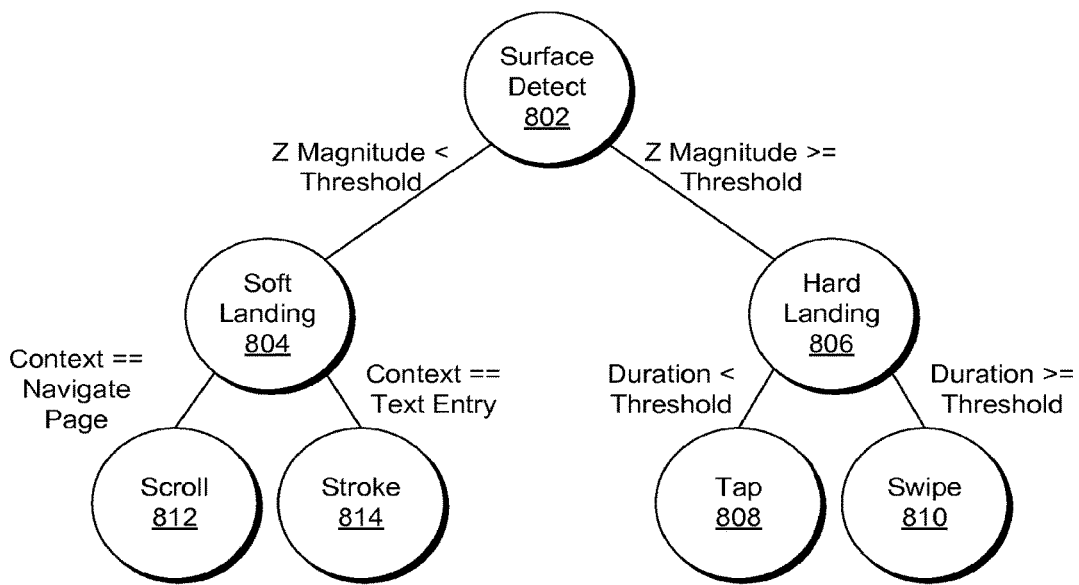 Surface
Detect
802
Z Magnitude <
Threshold
Z Magnitude >=
Threshold
Soft
Landing
804
Hard
Landing
806
Context ==
Navigate
Page
Context ==
Text Entry
Duration <
Threshold
Duration >=
Threshold
Scroll
812
Stroke
814
Tap
808
Swipe
810